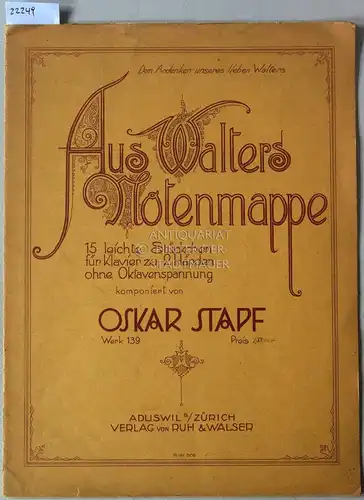 22249
Dem Andenken unseres lieben Walters
Aus Walters
Notenmappe
15 leichte Stückchen
für Klavier zu 2 Händen
ohne Oktavenspannung
komponiert von
OSKAR STAPF
Werk 139
Preis
ADLISWIL B/ZÜRICH
VERLAG VON RUH & WALSER
ANTIQUARIAT